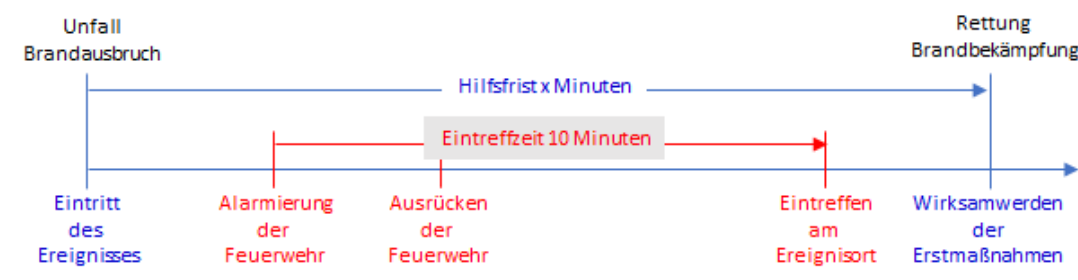 Unfall
Brandausbruch
Rettung
Brandbekämpfung
Hilfsfrist x Minuten
Eintreffzeit 10 Minuten
Eintritt
des
Ereignisses
Alarmierung
der
Feuerwehr
Ausrücken
der
Feuerwehr
Eintreffen
am
Ereignisort
Wirksamwerden
der
Erstmaßnahmen